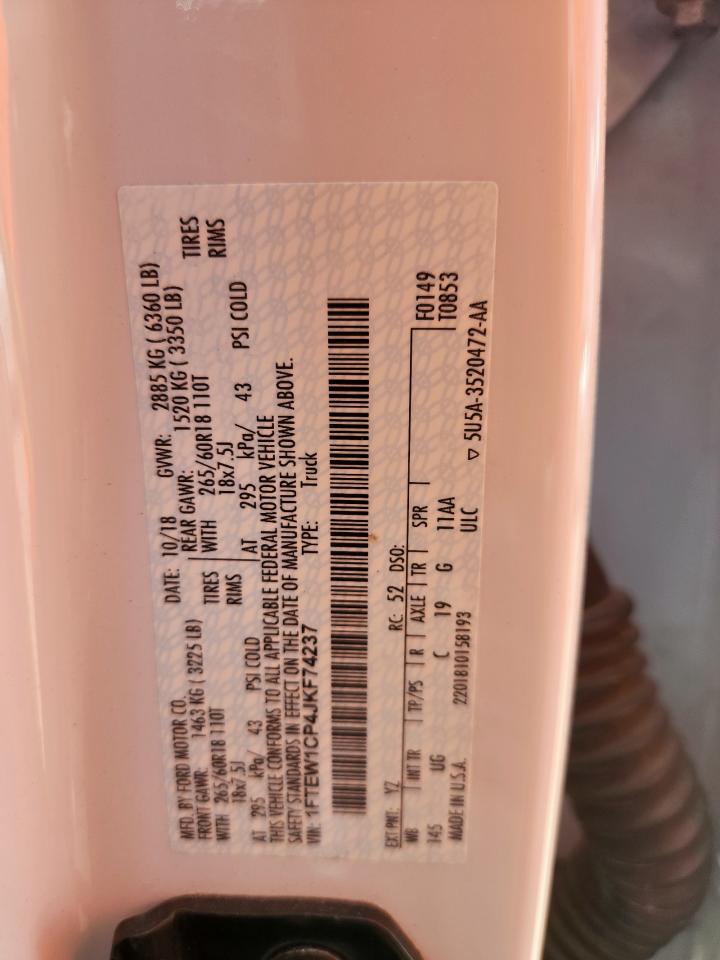 MFD. BY FORD MOTOR CO. DATE: 10/18 GVWR: 2885 KG ( 6360 LB)
FRONT GAWR: 1463 KG ( 3225 LB) REAR GAWR: 1520 KG ( 3350 LB)
WITH 265/60R18 110T TIRES WITH 265/60R18 110T TIRES
18x7.5J RIMS 18x7.5J RIMS
AT 295 kPa/ 43 PSI COLD AT 295 kPa/ 43 PSI COLD
THIS VEHICLE CONFORMS TO ALL APPLICABLE FEDERAL MOTOR VEHICLE
SAFETY STANDARDS IN EFFECT ON THE DATE OF MANUFACTURE SHOWN ABOVE.
VIN: 1FTEW1CP4JKF74237 TYPE: Truck
EXT PNT: YZ RC: 52 DSO:
WB INT TR TP/PS R AXLE TR SPR F0149
145 UG C 19 G 11AA T0853
ULC
MADE IN U.S.A. 2201810158193 ▽ 5U5A-3520472-AA